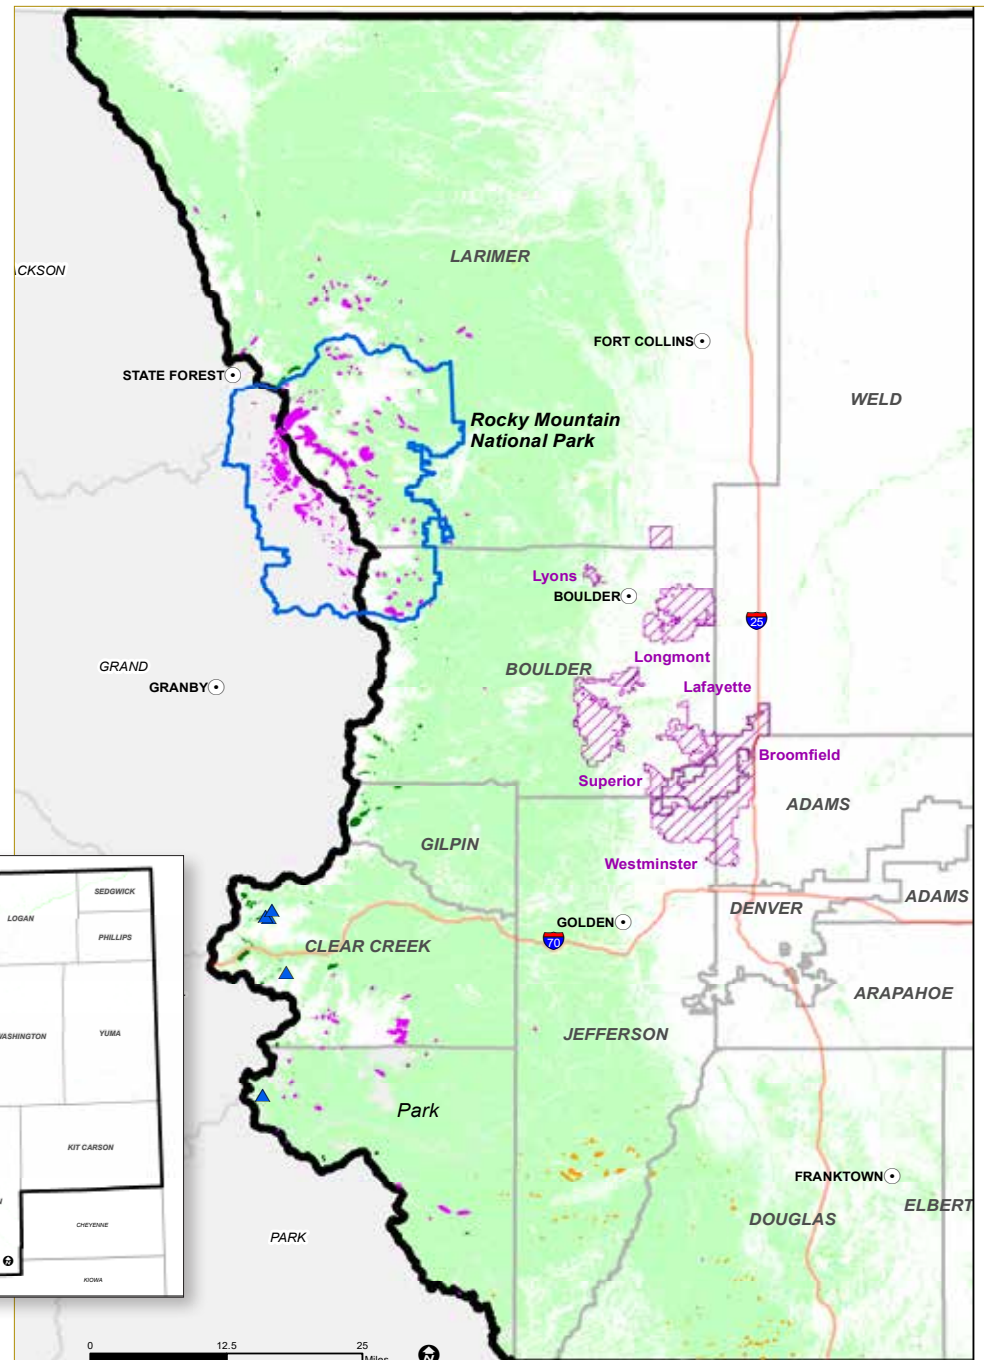 LARIMER
ACKSON
FORT COLLINS
STATE FOREST
WELD
Rocky Mountain
National Park
Lyons
BOULDER
25
Longmont
GRAND
BOULDER
GRANBY
Lafayette
Broomfield
Superior
ADAMS
GILPIN
Westminster
SEDGWICK
ADAMS
LOGAN
DENVER
GOLDEN
PHILLIPS
70
CLEAR CREEK
ARAPAHOE
WASHINGTON
YUMA
JEFFERSON
Park
KIT CARSON
FRANKTOWN
ELBERT
DOUGLAS
N
CHEYENNE
PARK
N
KIOWA
0 12.5 25
Miles
N